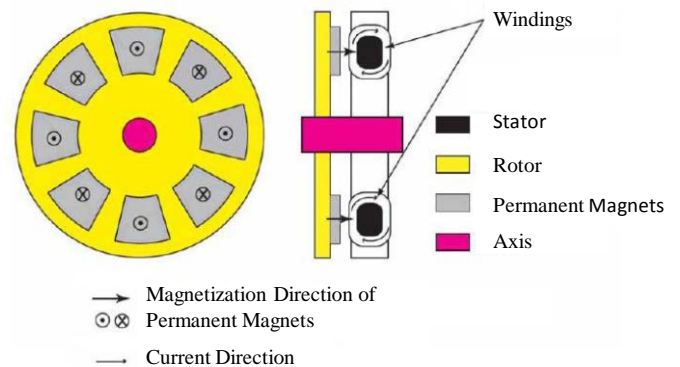 Windings
Stator
Rotor
Permanent Magnets
Axis
Magnetization Direction of
Permanent Magnets
Current Direction